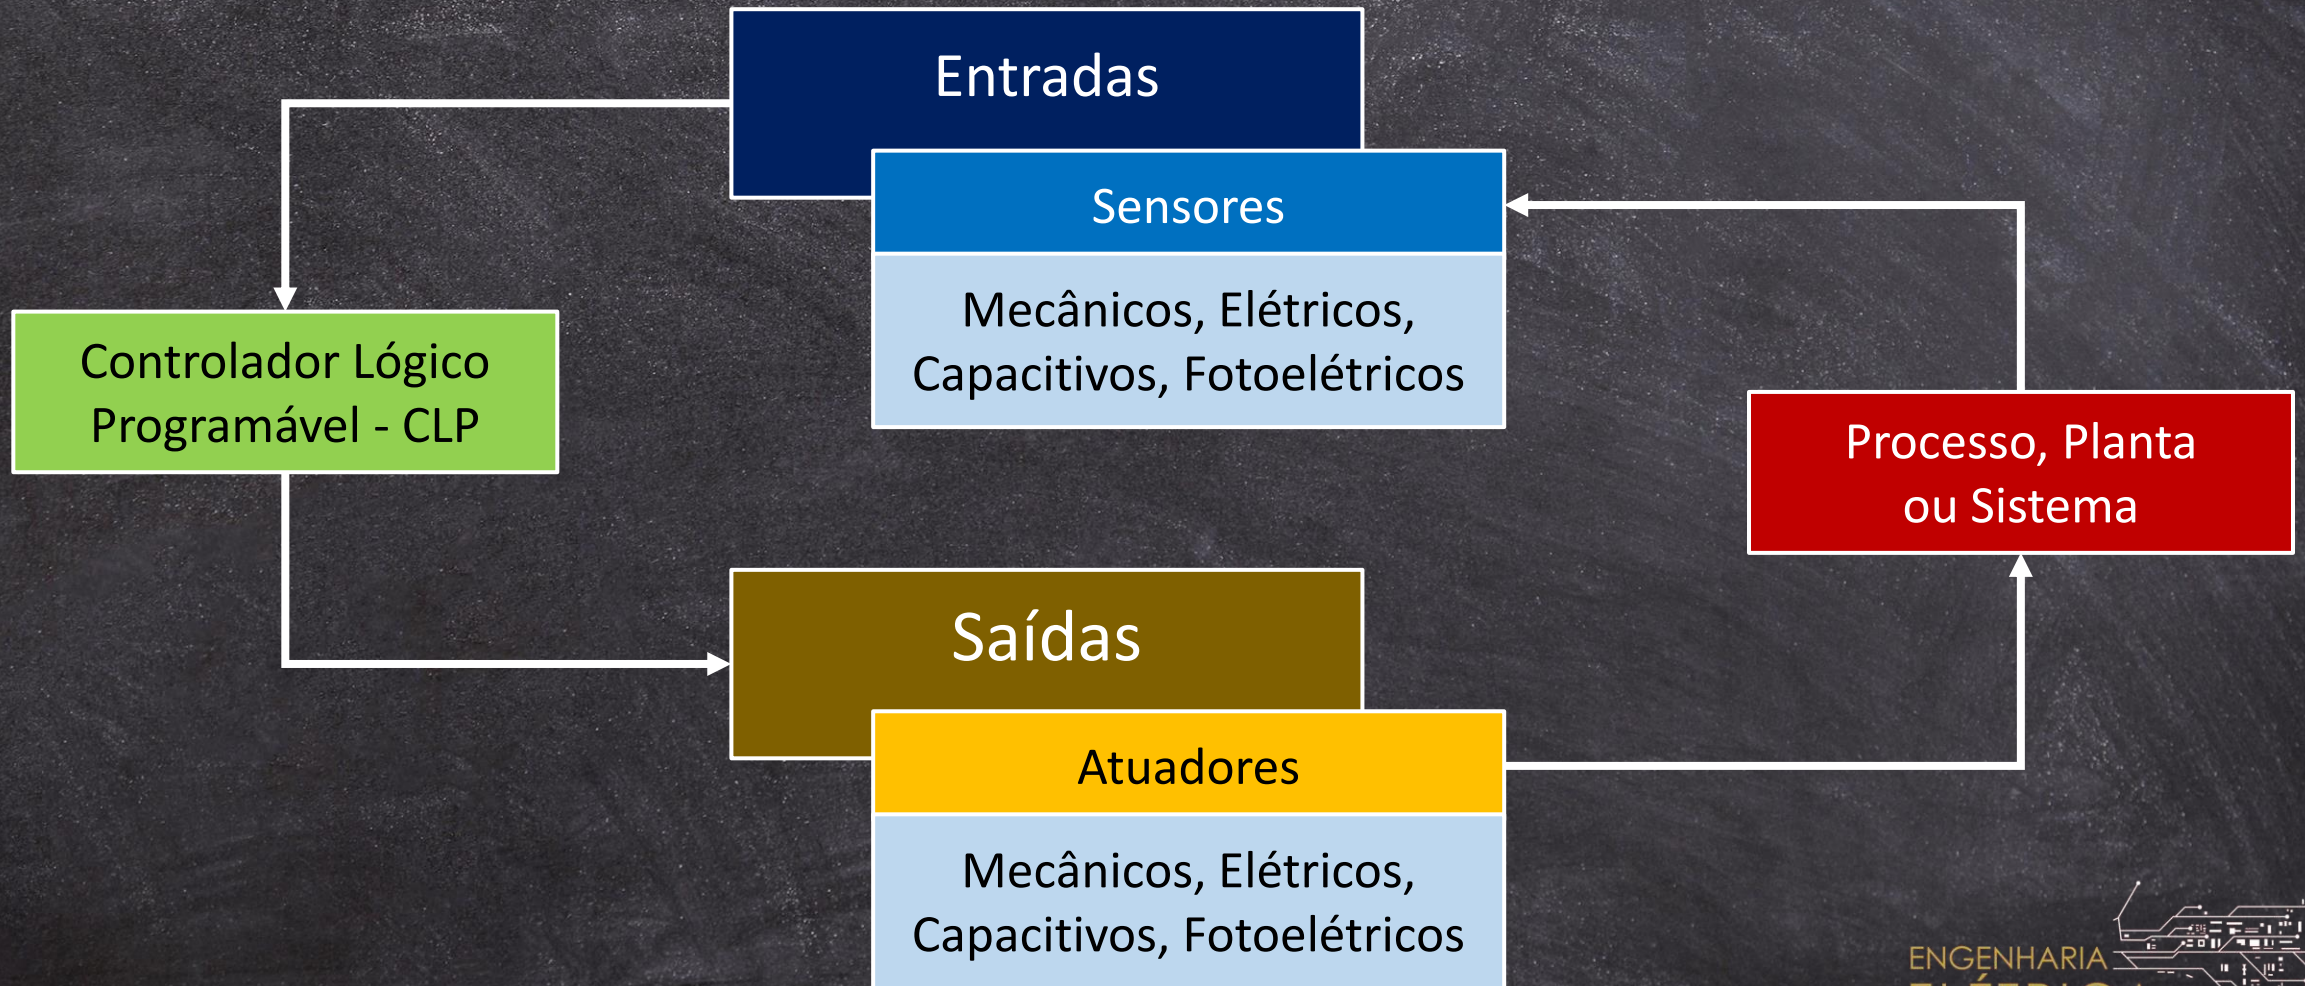 Entradas
Sensores
Mecânicos, Elétricos,
Capacitivos, Fotoelétricos
Controlador Lógico
Programável - CLP
Processo, Planta
ou Sistema
Saídas
Atuadores
Mecânicos, Elétricos,
Capacitivos, Fotoelétricos
ENGENHARIA